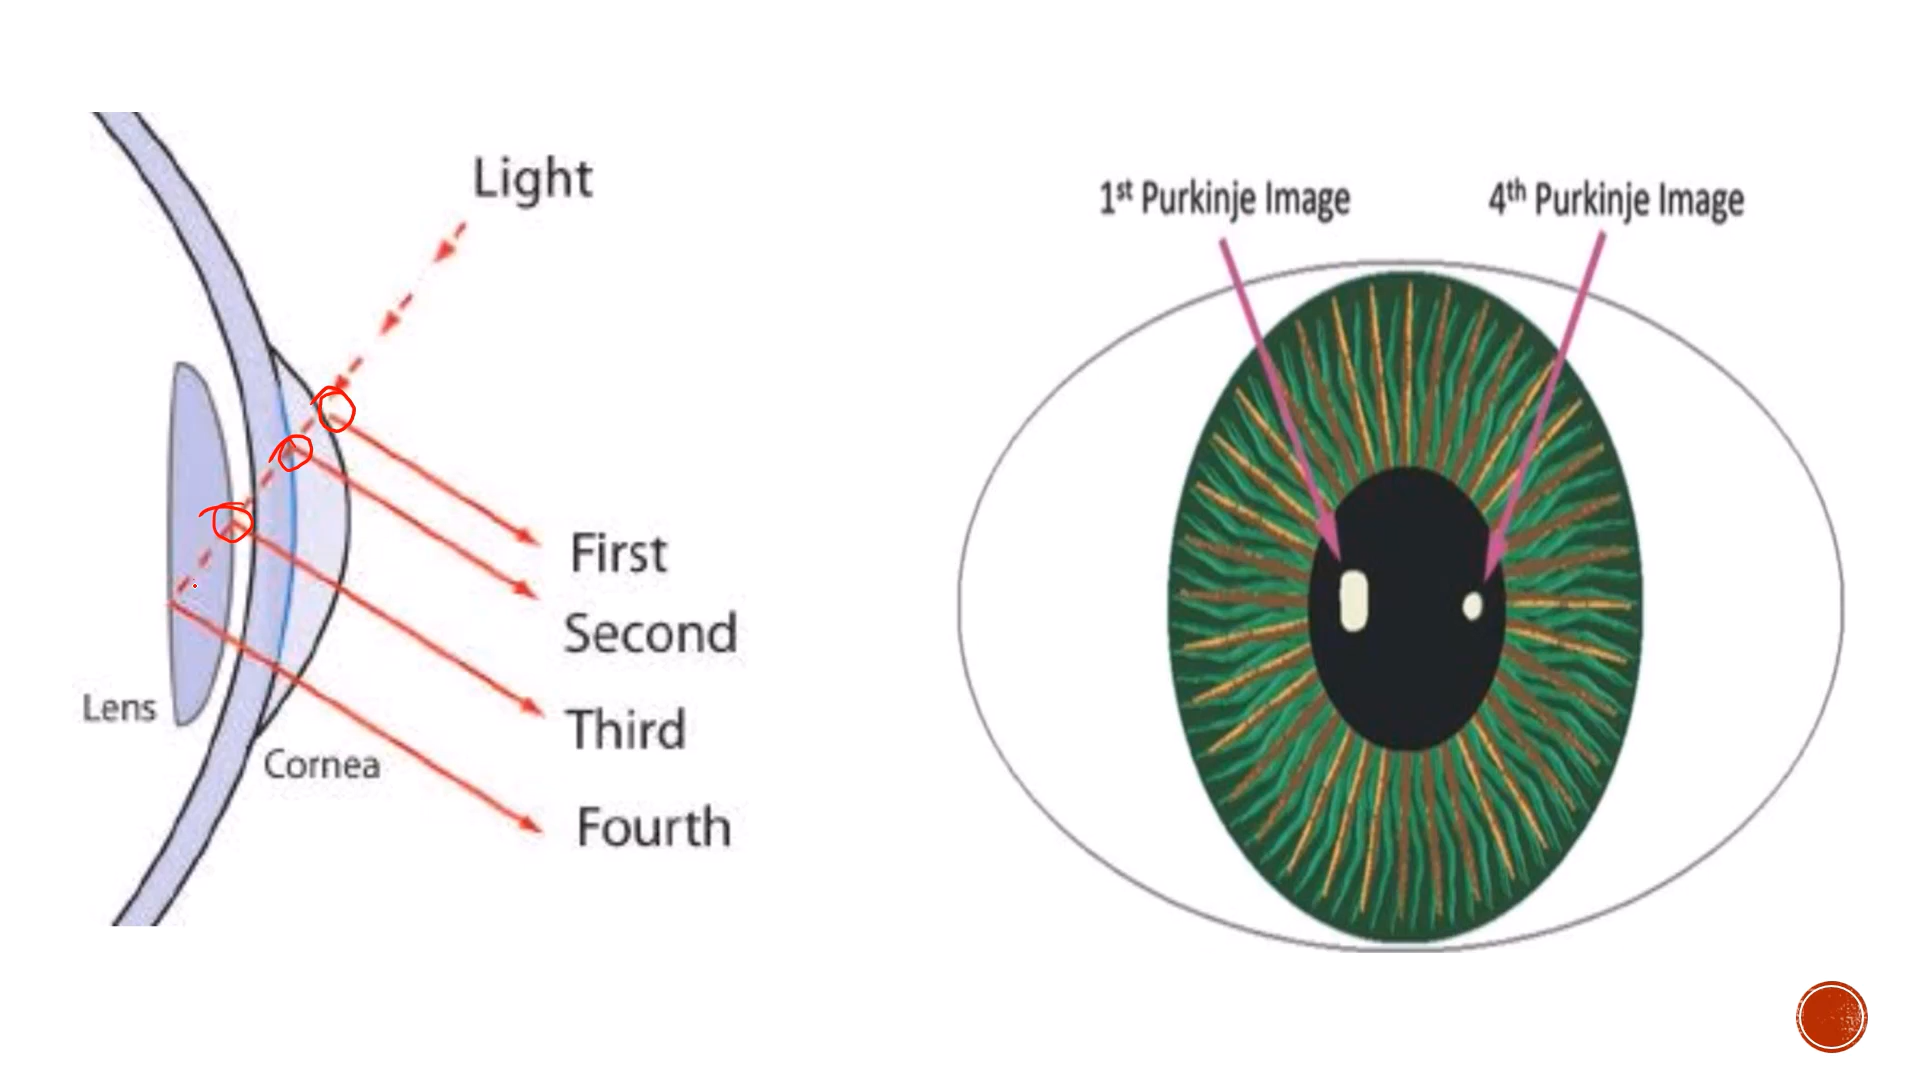 Light
First
Second
Third
Fourth
Lens
Cornea
1st Purkinje Image
4th Purkinje Image